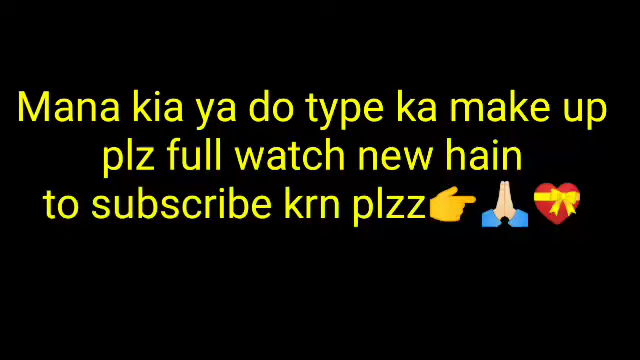 Mana kia ya do type ka make up
plz full watch new hain
to subscribe krn plzz👉🙏🏻💝